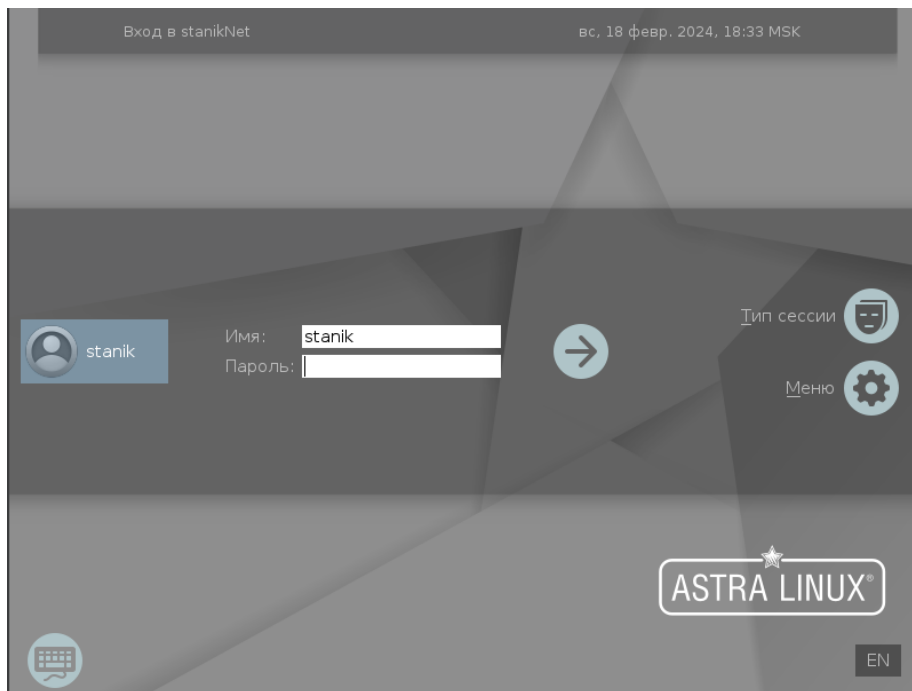 Вход в stanikNet
вс, 18 февр. 2024, 18:33 MSK
stanik
Имя: stanik
Пароль:
Тип сессии
Меню
ASTRA LINUX®
EN